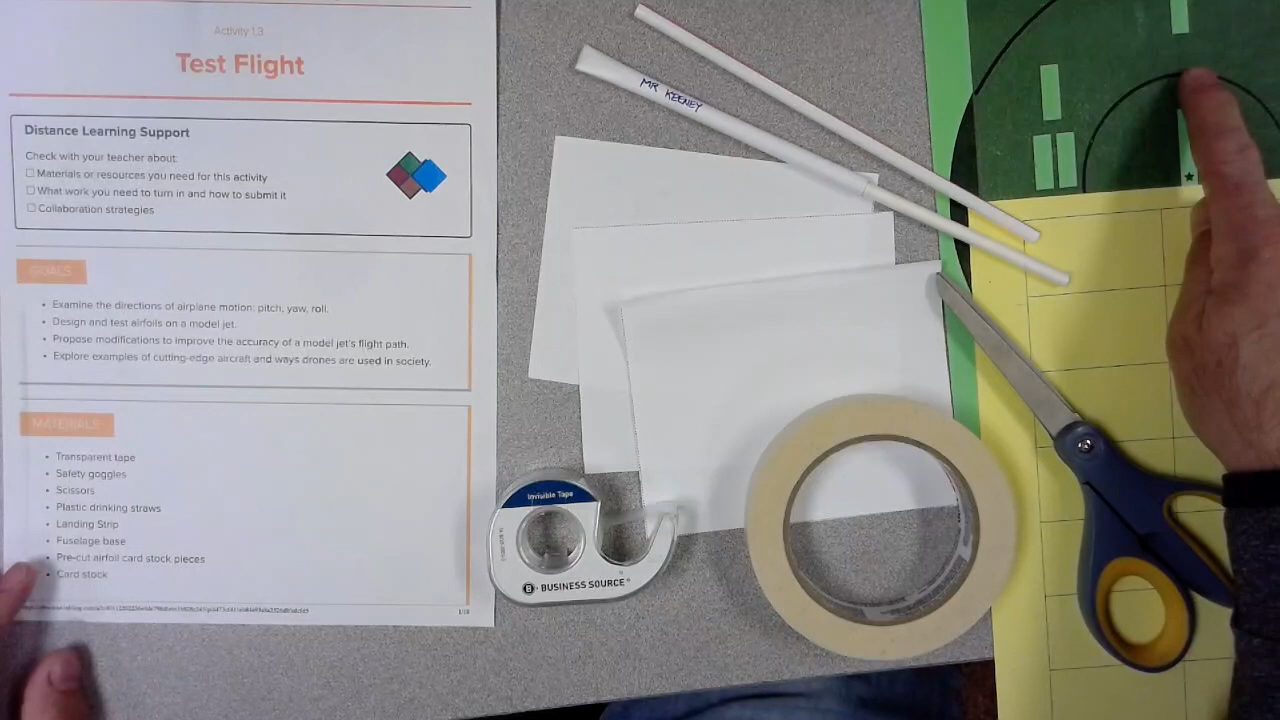 Activity 1.3
Test Flight
Distance Learning Support
Check with your teacher about:
Materials or resources you need for this activity
What work you need to turn in and how to submit it
Collaboration strategies
GOALS
• Examine the directions of airplane motion: pitch, yaw, roll.
• Design and test airfoils on a model jet.
• Propose modifications to improve the accuracy of a model jet's flight path.
• Explore examples of cutting-edge aircraft and ways drones are used in society.
MATERIALS
• Transparent tape
• Safety goggles
• Scissors
• Plastic drinking straws
• Landing Strip
• Fuselage base
• Pre-cut airfoil card stock pieces
• Card stock
MR KEENEY
Invisible Tape
B BUSINESS SOURCE